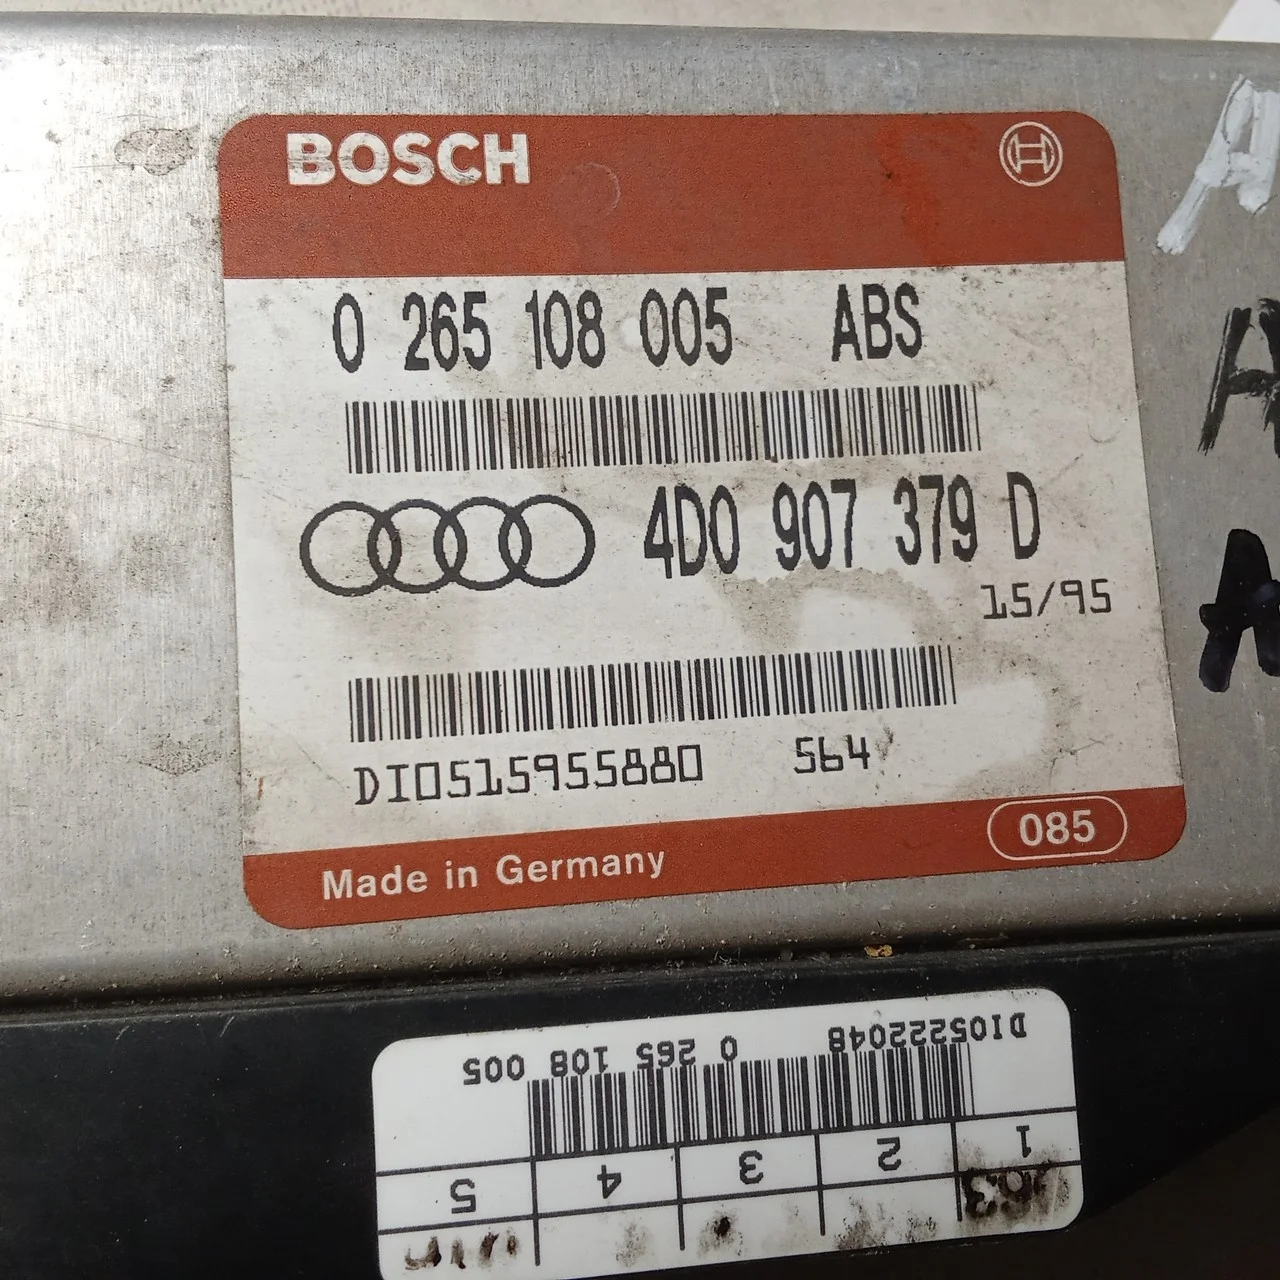 BOSCH
0 265 108 005 ABS
4D0 907 379 D
15/95
DI0515955880 564
Made in Germany 085
A
A
A
DI05222048 0 265 108 005
1 2 3 4 5